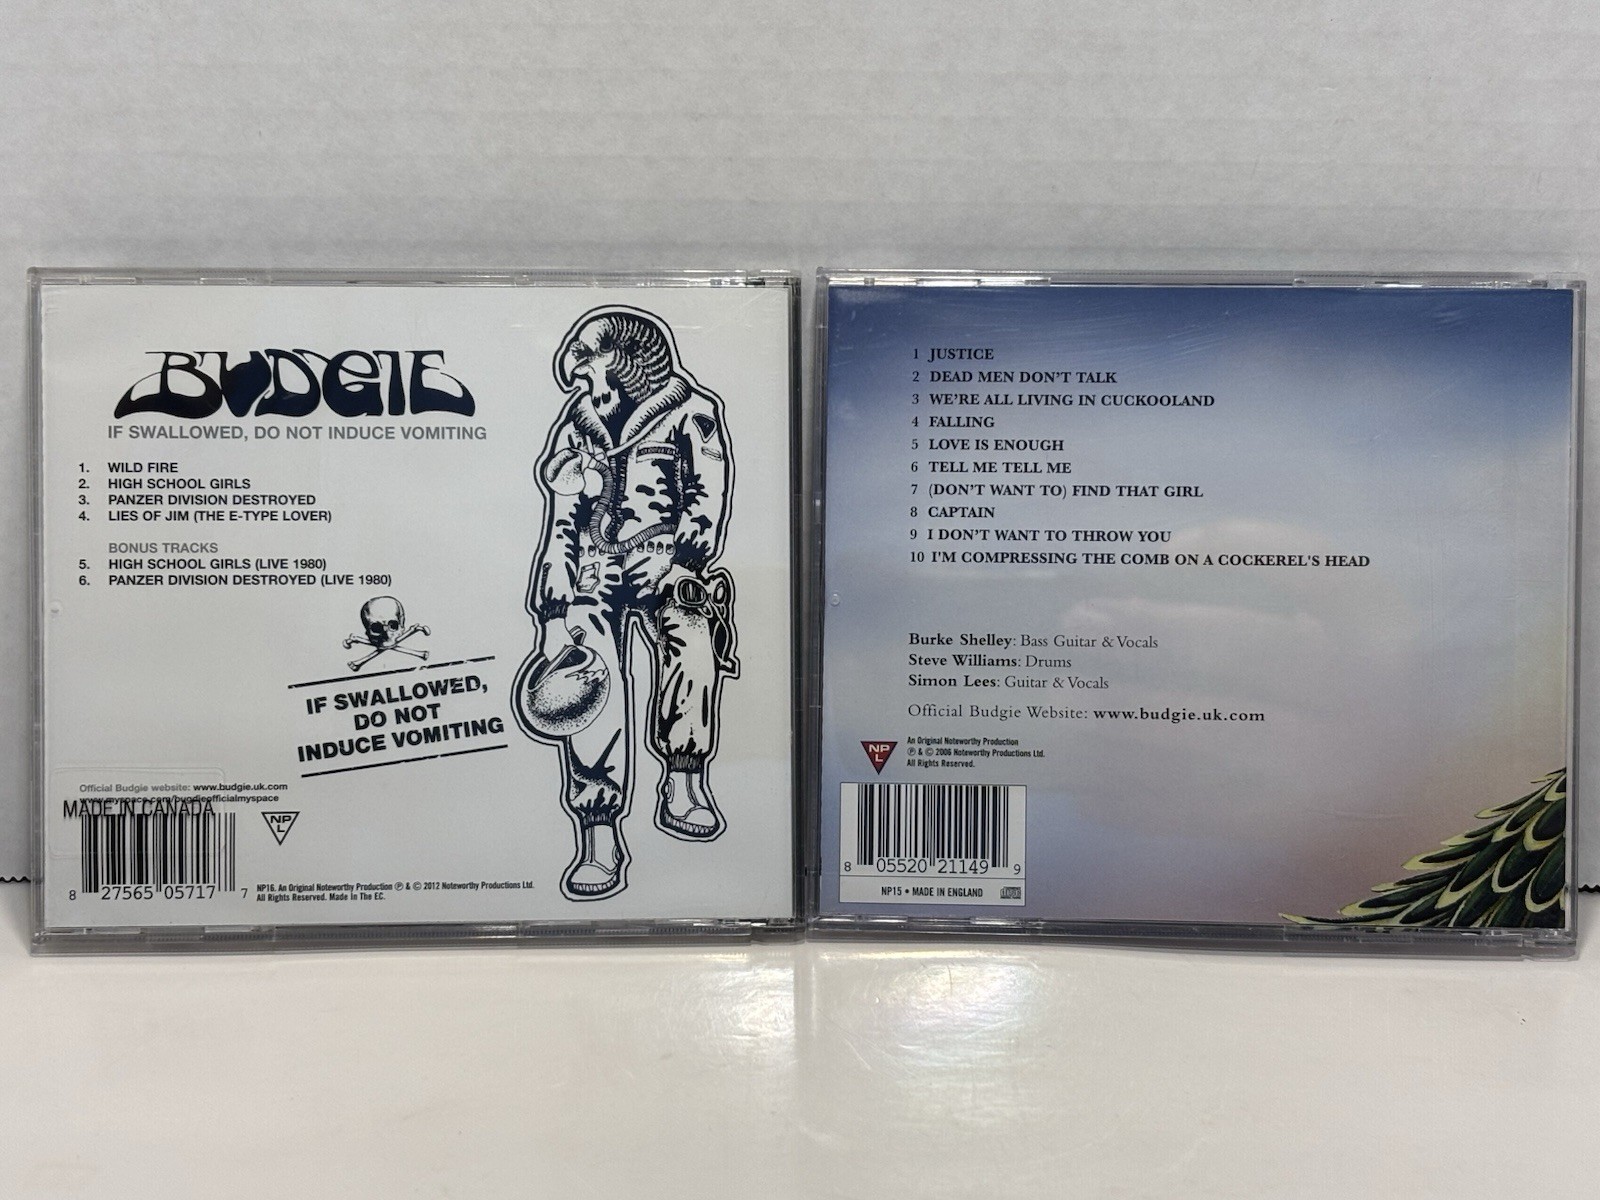 BUDGIE
IF SWALLOWED, DO NOT INDUCE VOMITING
1. WILD FIRE
2. HIGH SCHOOL GIRLS
3. PANZER DIVISION DESTROYED
4. LIES OF JIM (THE E-TYPE LOVER)
BONUS TRACKS
5. HIGH SCHOOL GIRLS (LIVE 1980)
6. PANZER DIVISION DESTROYED (LIVE 1980)
IF SWALLOWED,
DO NOT
INDUCE VOMITING
Official Budgie website: www.budgie.uk.com
www.myspace.com/bugdieofficialmyspace
MADE IN CANADA
8 27565 05717 7
NP
L
NP16. An Original Noteworthy Production ℗ & © 2012 Noteworthy Productions Ltd.
All Rights Reserved. Made In The EC.
1 JUSTICE
2 DEAD MEN DON'T TALK
3 WE'RE ALL LIVING IN CUCKOOLAND
4 FALLING
5 LOVE IS ENOUGH
6 TELL ME TELL ME
7 (DON'T WANT TO) FIND THAT GIRL
8 CAPTAIN
9 I DON'T WANT TO THROW YOU
10 I'M COMPRESSING THE COMB ON A COCKEREL'S HEAD
Burke Shelley: Bass Guitar & Vocals
Steve Williams: Drums
Simon Lees: Guitar & Vocals
Official Budgie Website: www.budgie.uk.com
NP
L
An Original Noteworthy Production
℗ & © 2006 Noteworthy Productions Ltd.
All Rights Reserved.
8 05520 21149 9
NP15 • MADE IN ENGLAND